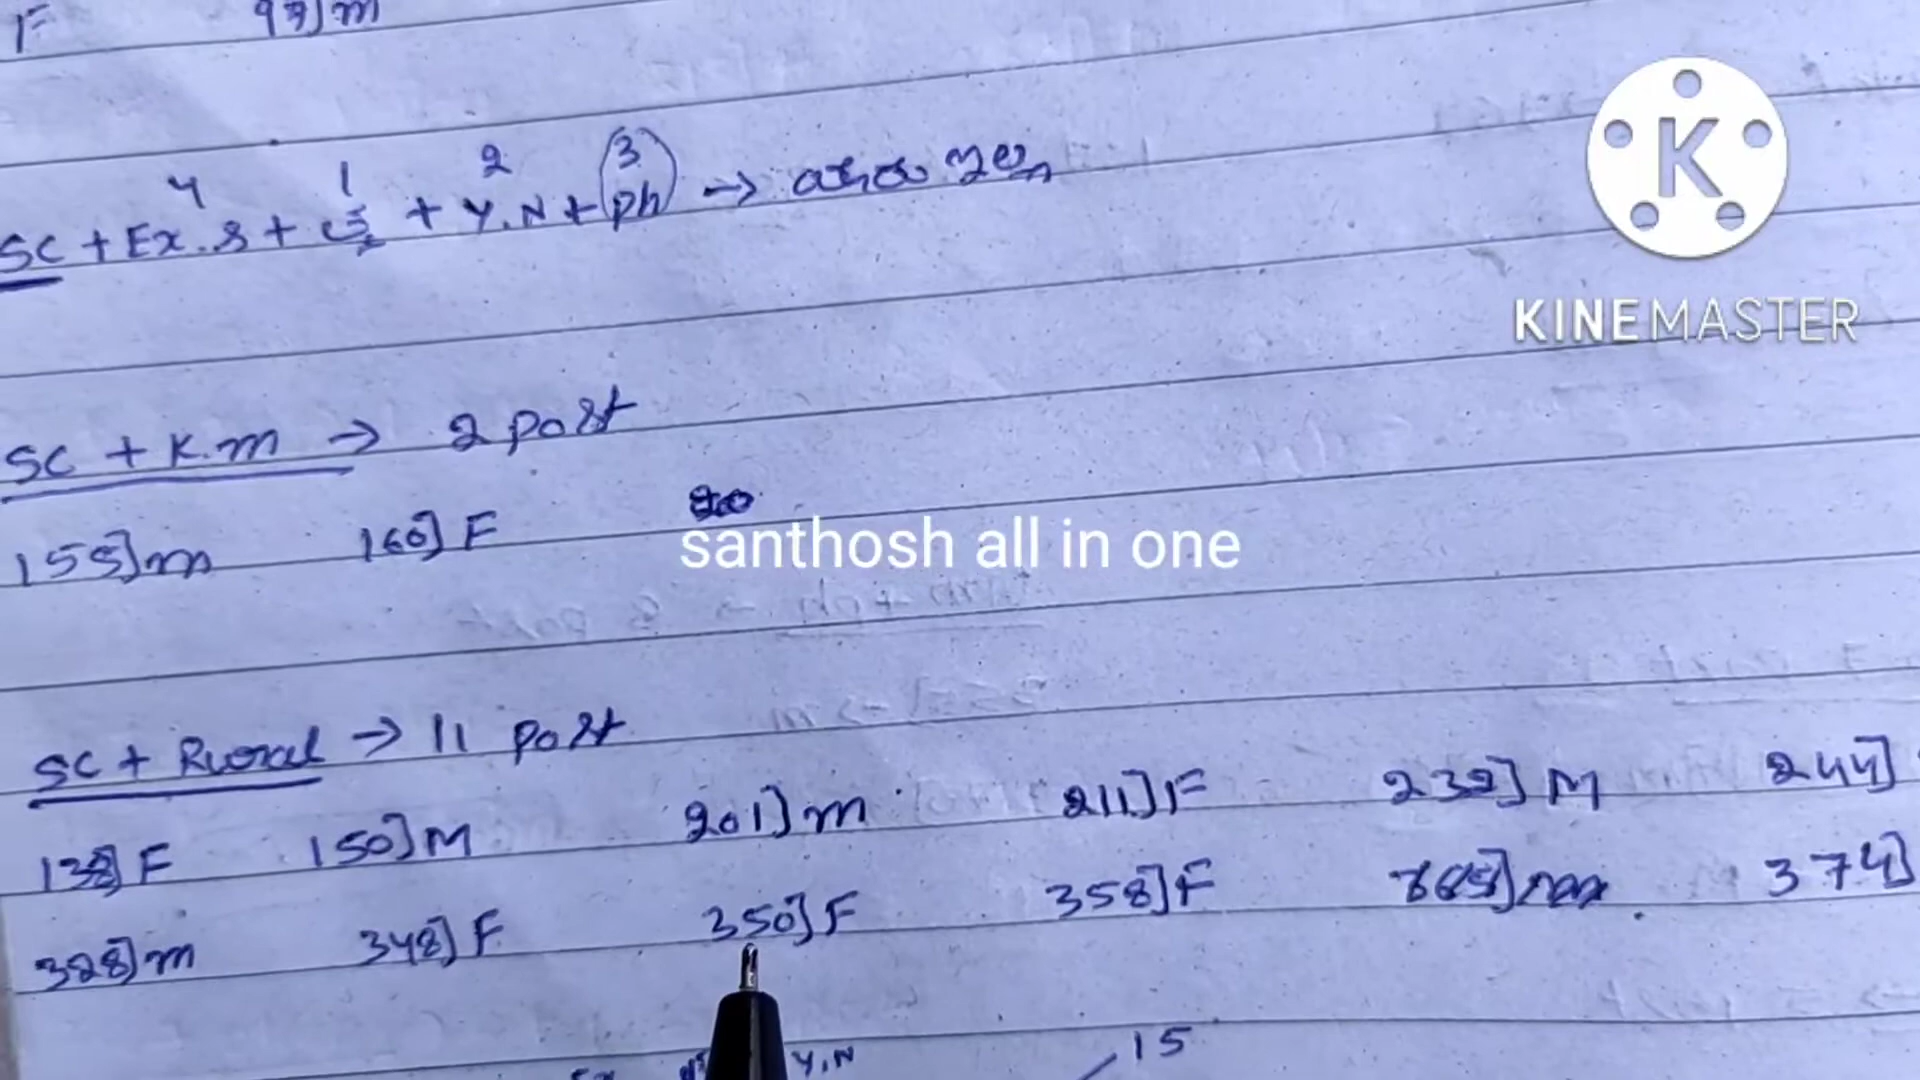 F 97]m
4 1 2 3
SC + Ex.S + + Y.N + (Ph) →
KINEMASTER
SC + K.m → 2 post
155]m 160]F
santhosh all in one
SC + Rural → 11 post
138]F 150]M 201]m 211]F 232]M 244]
328]m 348]F 350]F 358]F 374]
Y,N 15